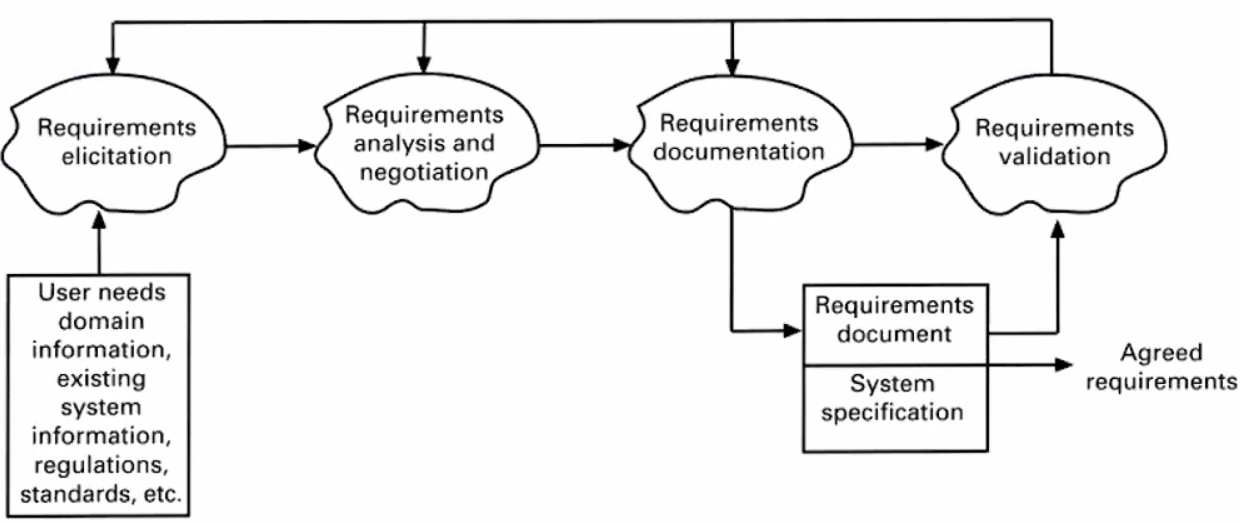 Requirements
elicitation
Requirements
analysis and
negotiation
Requirements
documentation
Requirements
validation
User needs
domain
information,
existing
system
information,
regulations,
standards, etc.
Requirements
document
System
specification
Agreed
requirements